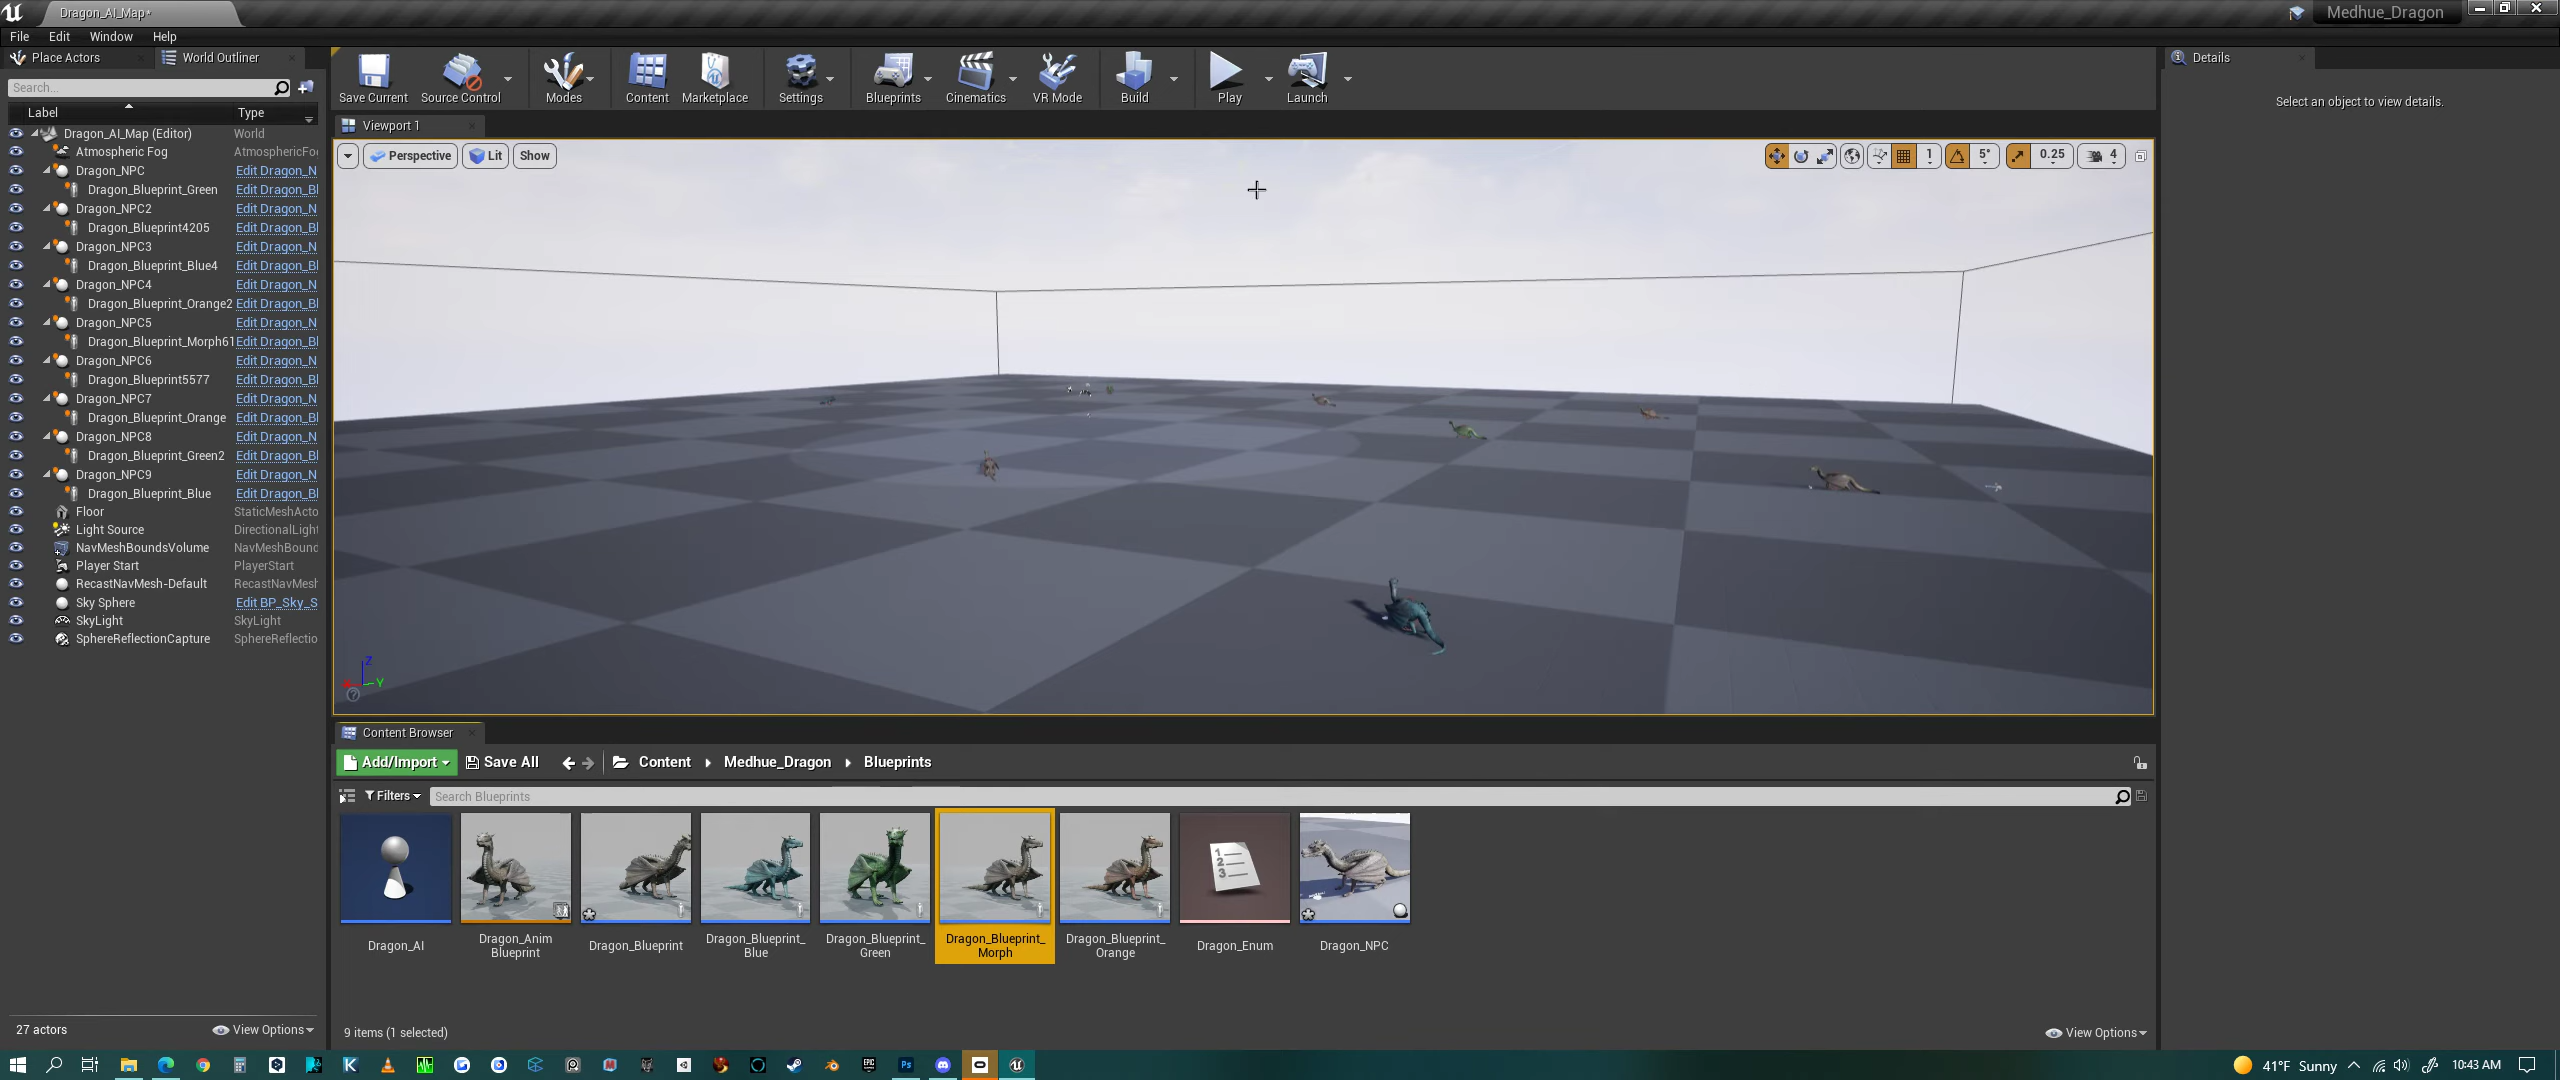 Dragon_AI_Map*
Medhue_Dragon
File Edit Window Help
Place Actors
World Outliner
Search...
Label Type
Dragon_AI_Map (Editor) World
Atmospheric Fog AtmosphericFo
Dragon_NPC Edit Dragon_N
Dragon_Blueprint_Green Edit Dragon_Bl
Dragon_NPC2 Edit Dragon_N
Dragon_Blueprint4205 Edit Dragon_Bl
Dragon_NPC3 Edit Dragon_N
Dragon_Blueprint_Blue4 Edit Dragon_Bl
Dragon_NPC4 Edit Dragon_N
Dragon_Blueprint_Orange2 Edit Dragon_Bl
Dragon_NPC5 Edit Dragon_N
Dragon_Blueprint_Morph61 Edit Dragon_Bl
Dragon_NPC6 Edit Dragon_N
Dragon_Blueprint5577 Edit Dragon_Bl
Dragon_NPC7 Edit Dragon_N
Dragon_Blueprint_Orange Edit Dragon_Bl
Dragon_NPC8 Edit Dragon_N
Dragon_Blueprint_Green2 Edit Dragon_Bl
Dragon_NPC9 Edit Dragon_N
Dragon_Blueprint_Blue Edit Dragon_Bl
Floor StaticMeshActo
Light Source DirectionalLight
NavMeshBoundsVolume NavMeshBound
Player Start PlayerStart
RecastNavMesh-Default RecastNavMesh
Sky Sphere Edit BP_Sky_S
SkyLight SkyLight
SphereReflectionCapture SphereReflectio
27 actors View Options
Save Current Source Control Modes Content Marketplace Settings Blueprints Cinematics VR Mode Build Play Launch
Viewport 1
Perspective Lit Show
1 5° 0.25 4
Z
X Y
Details
Select an object to view details.
Content Browser
Add/Import Save All Content Medhue_Dragon Blueprints
Filters Search Blueprints
1
2
3
Dragon_AI
Dragon_Anim
Blueprint
Dragon_Blueprint
Dragon_Blueprint_
Blue
Dragon_Blueprint_
Green
Dragon_Blueprint_
Morph
Dragon_Blueprint_
Orange
Dragon_Enum
Dragon_NPC
9 items (1 selected)
View Options
K
Ps
EPIC
41°F Sunny
10:43 AM